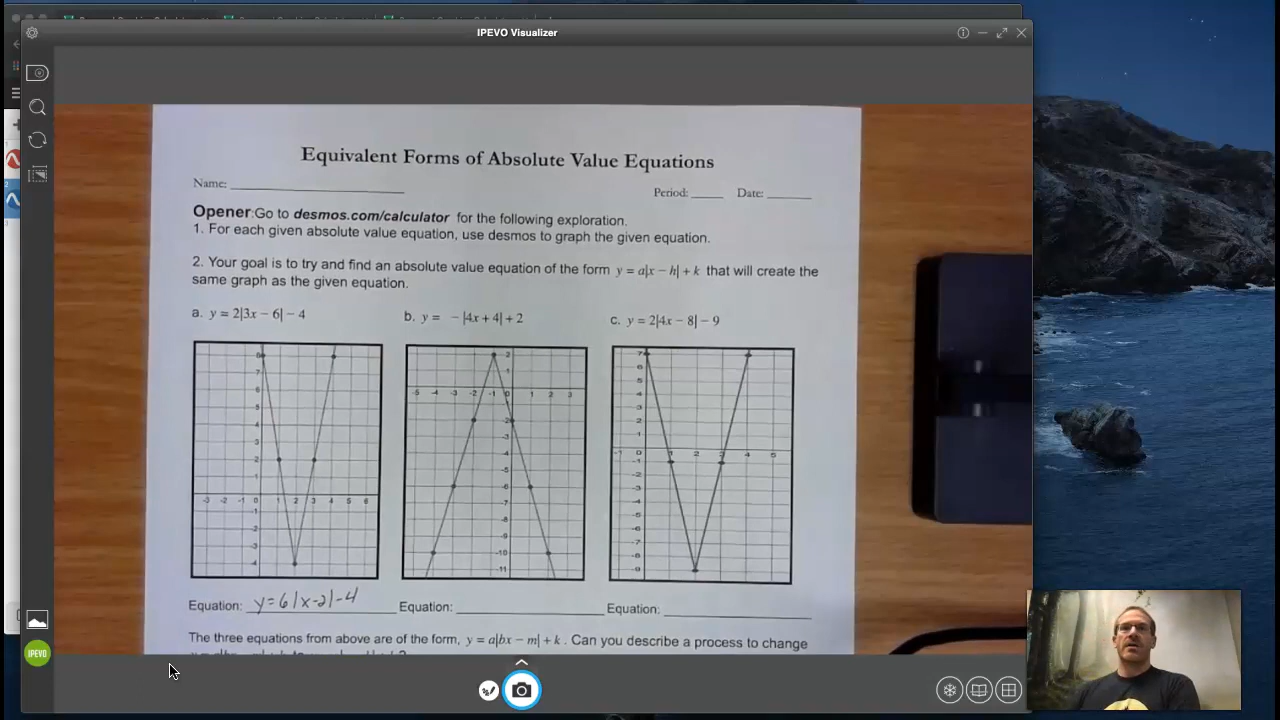 IPEVO Visualizer
Equivalent Forms of Absolute Value Equations
Name: Period: Date:
Opener:Go to desmos.com/calculator for the following exploration.
1. For each given absolute value equation, use desmos to graph the given equation.
2. Your goal is to try and find an absolute value equation of the form y = a|x − h| + k that will create the
same graph as the given equation.
a. y = 2|3x − 6| − 4
b. y = − |4x + 4| + 2
c. y = 2|4x − 8| − 9
Equation: y=6|x-2|-4 Equation: Equation:
The three equations from above are of the form, y = a|bx − m| + k . Can you describe a process to change
IPEVO